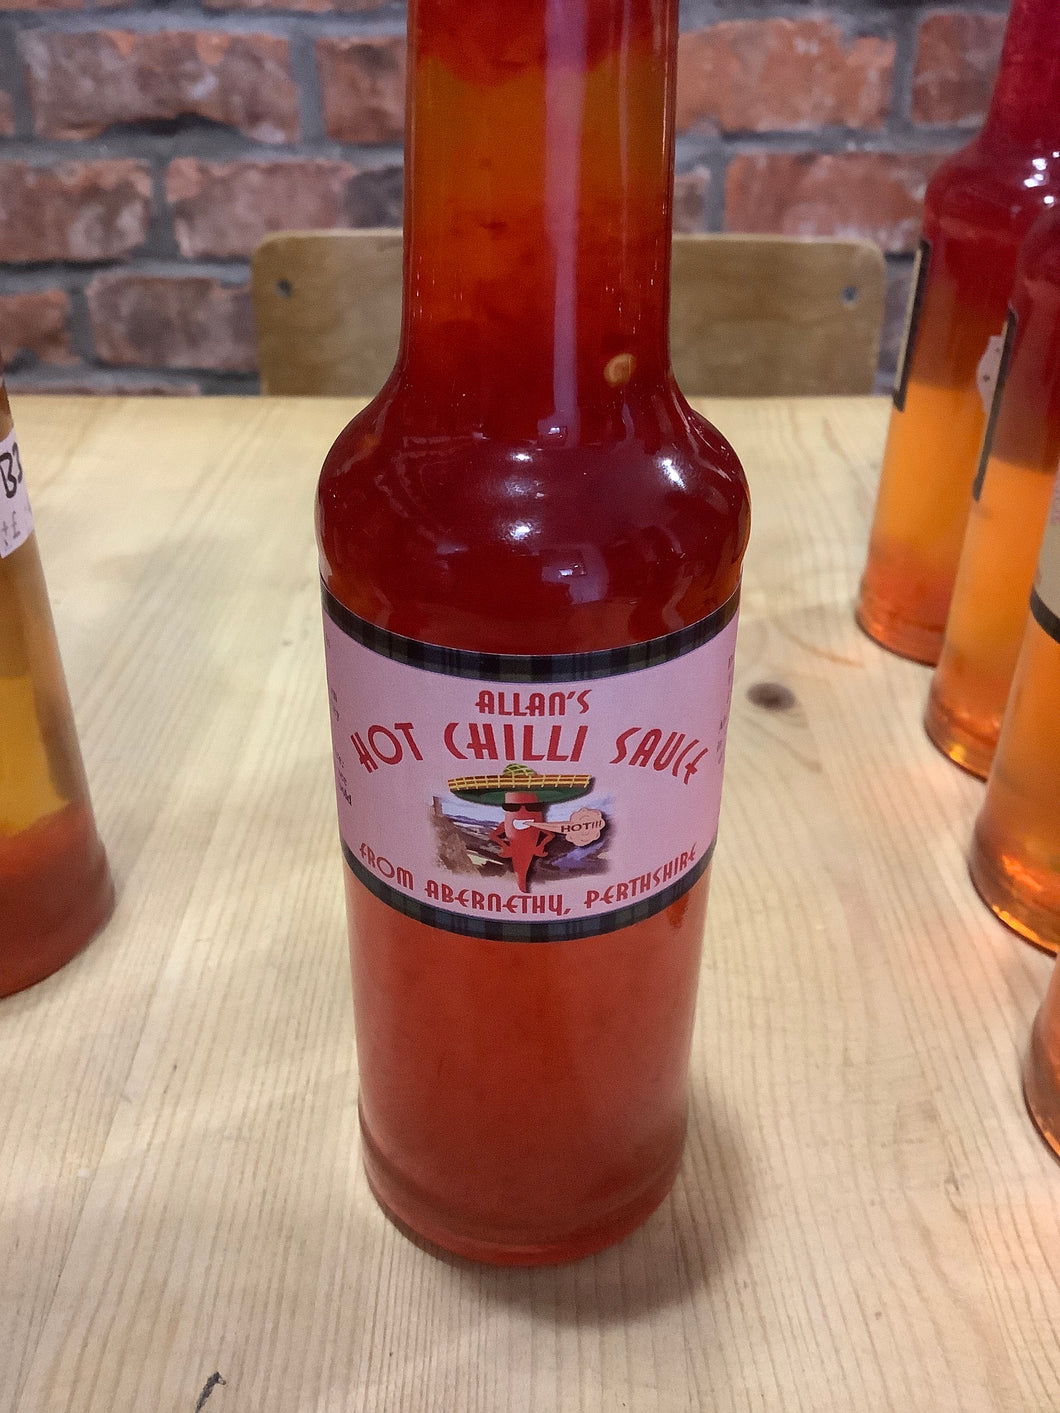 ALLAN'S
HOT CHILLI SAUCE
HOT!!!
FROM ABERNETHY, PERTHSHIRE